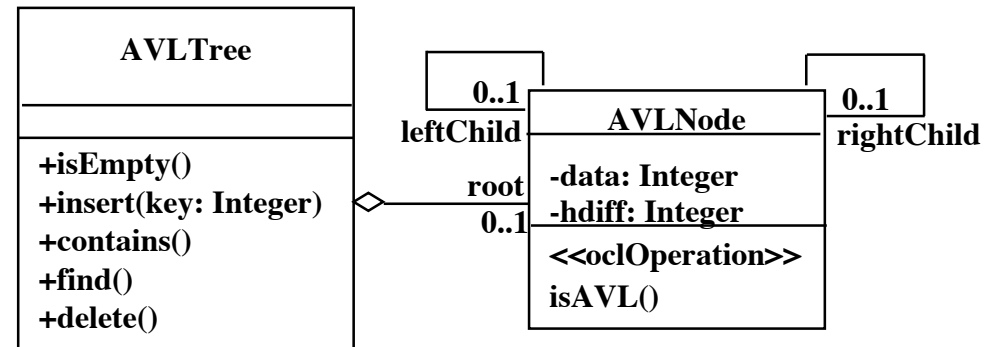 AVLTree
+isEmpty()
+insert(key: Integer)
+contains()
+find()
+delete()
root
0..1
0..1
leftChild
AVLNode
-data: Integer
-hdiff: Integer
<<oclOperation>>
isAVL()
0..1
rightChild